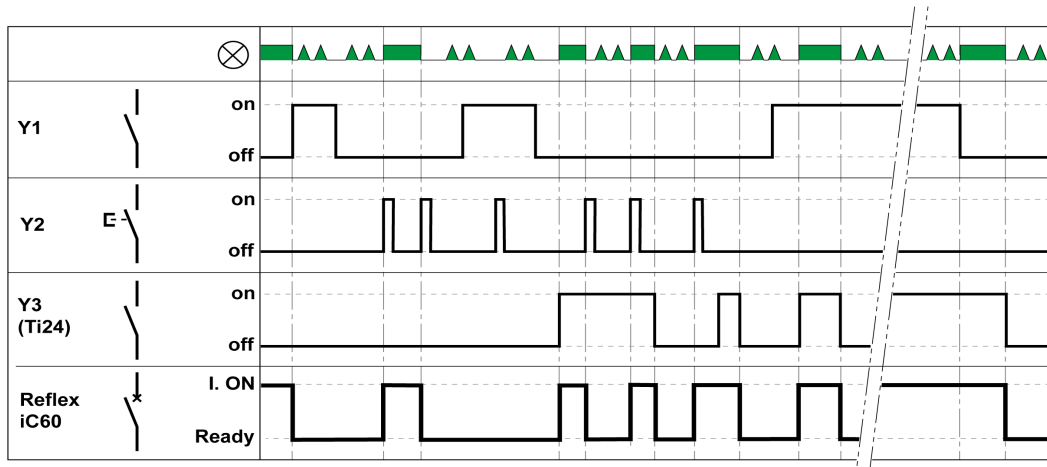 on
Y1
off
on
Y2
off
on
Y3
(Ti24)
off
I. ON
Reflex
iC60
Ready